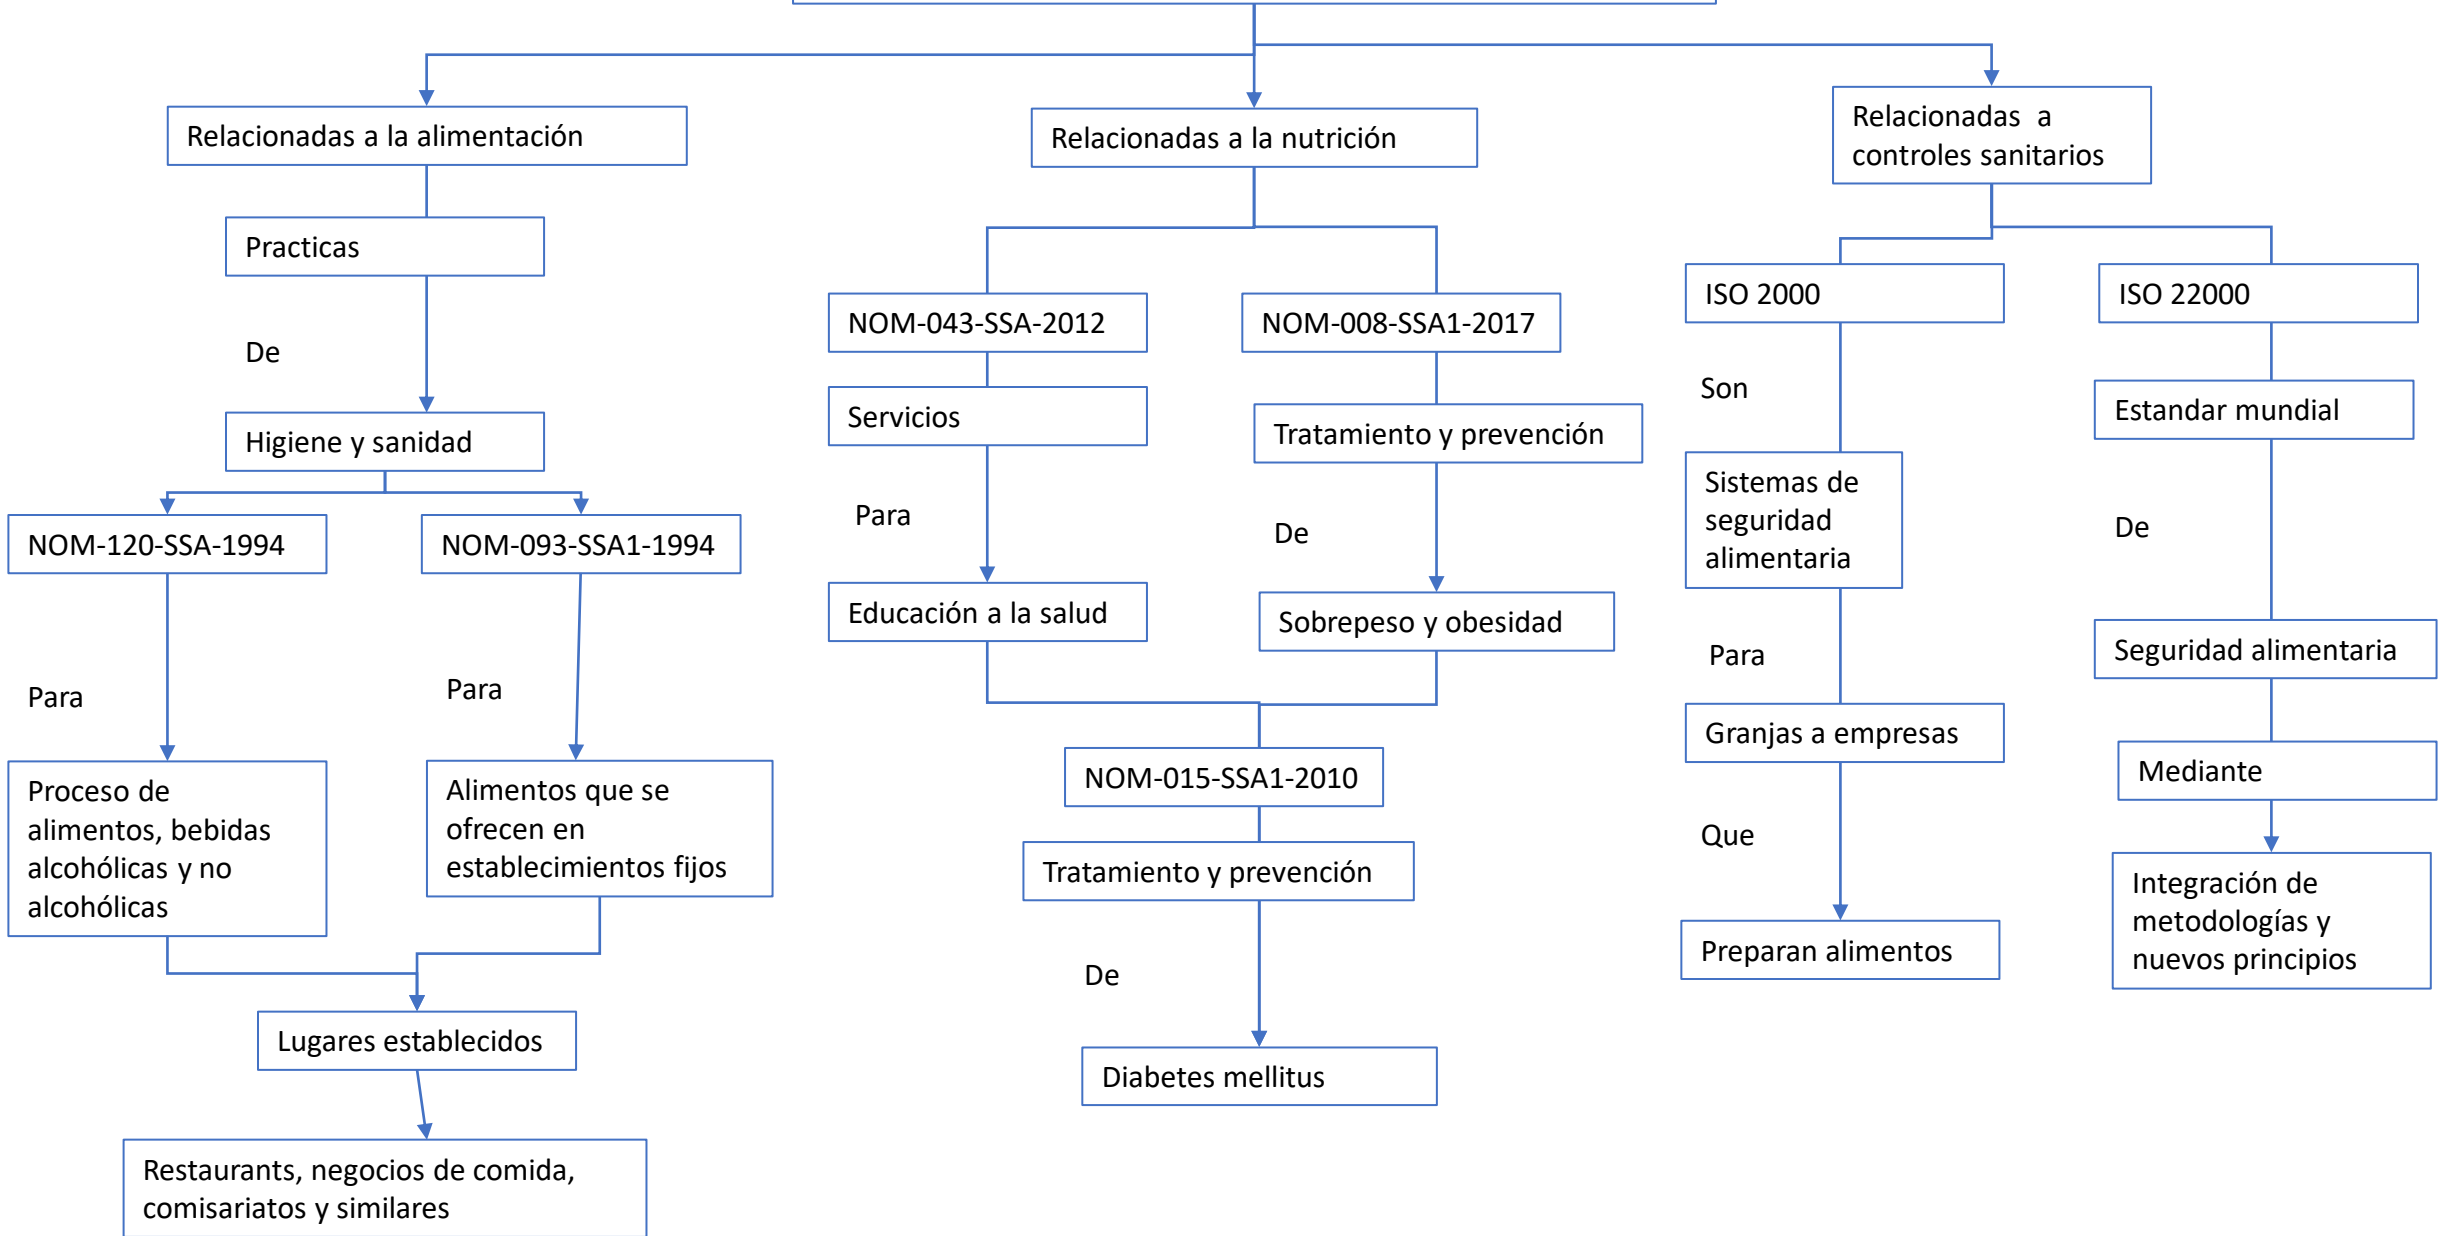 Relacionadas a la alimentación
Practicas
De
Higiene y sanidad
NOM-120-SSA-1994
NOM-093-SSA1-1994
Para
Para
Proceso de
alimentos, bebidas
alcohólicas y no
alcohólicas
Alimentos que se
ofrecen en
establecimientos fijos
Lugares establecidos
Restaurants, negocios de comida,
comisariatos y similares
Relacionadas a la nutrición
NOM-043-SSA-2012
NOM-008-SSA1-2017
Servicios
Tratamiento y prevención
Para
De
Educación a la salud
Sobrepeso y obesidad
NOM-015-SSA1-2010
Tratamiento y prevención
De
Diabetes mellitus
Relacionadas  a
controles sanitarios
ISO 2000
ISO 22000
Son
Estandar mundial
Sistemas de
seguridad
alimentaria
De
Para
Seguridad alimentaria
Granjas a empresas
Mediante
Que
Preparan alimentos
Integración de
metodologías y
nuevos principios